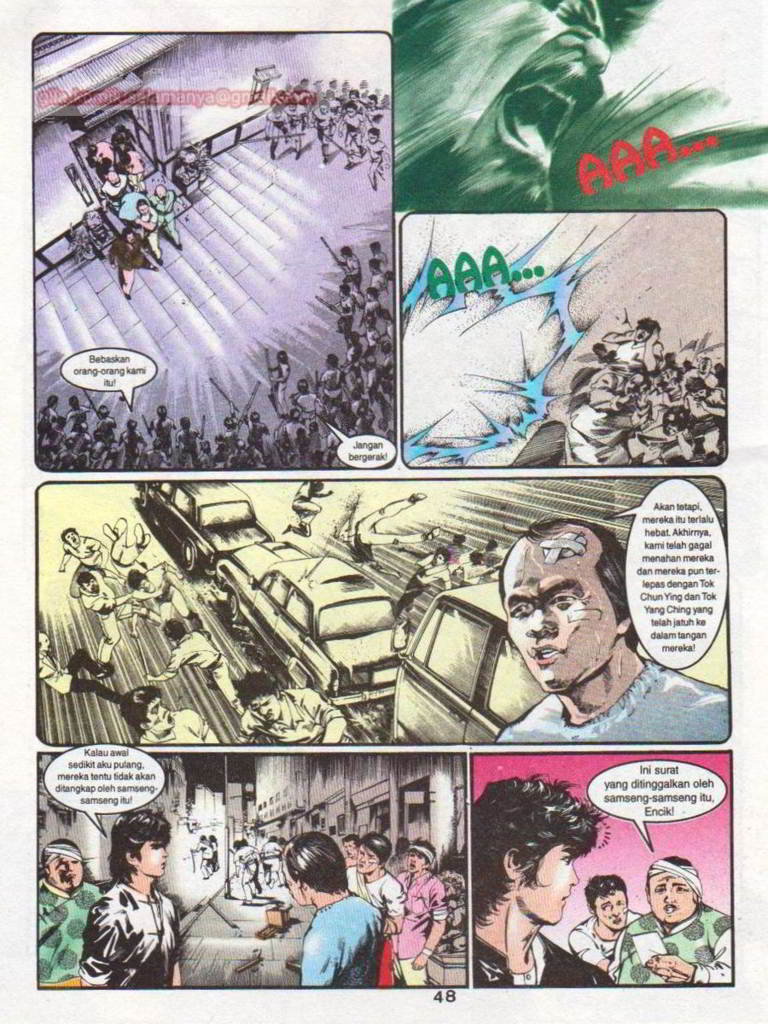 AAA...
Bebaskan
orang-orang kami
itu!
Jangan
bergerak!
AAA...
Akan tetapi,
mereka itu terlalu
hebat. Akhirnya,
kami telah gagal
menahan mereka
dan mereka pun ter-
lepas dengan Tok
Chun Ying dan Tok
Yang Ching yang
telah jatuh ke
dalam tangan
mereka!
Kalau awal
sedikit aku pulang,
mereka tentu tidak akan
ditangkap oleh samseng-
samseng itu!
Ini surat
yang ditinggalkan oleh
samseng-samseng itu,
Encik!
48